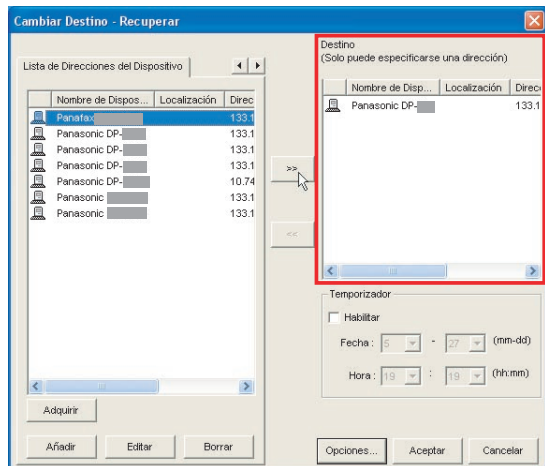 Cambiar Destino - Recuperar
Lista de Direcciones del Dispositivo
Nombre de Dispos... Localización Direc
Panafax 133.1
Panasonic DP- 133.1
Panasonic DP- 133.1
Panasonic DP- 133.1
Panasonic DP- 10.74
Panasonic 133.1
Panasonic 133.1
Adquirir
Añadir Editar Borrar
>>
<<
Destino
(Solo puede especificarse una dirección)
Nombre de Disp... Localización Direc
Panasonic DP- 133.1
Temporizador
Habilitar
Fecha : 5 - 27 (mm-dd)
Hora : 19 : 19 (hh:mm)
Opciones... Aceptar Cancelar